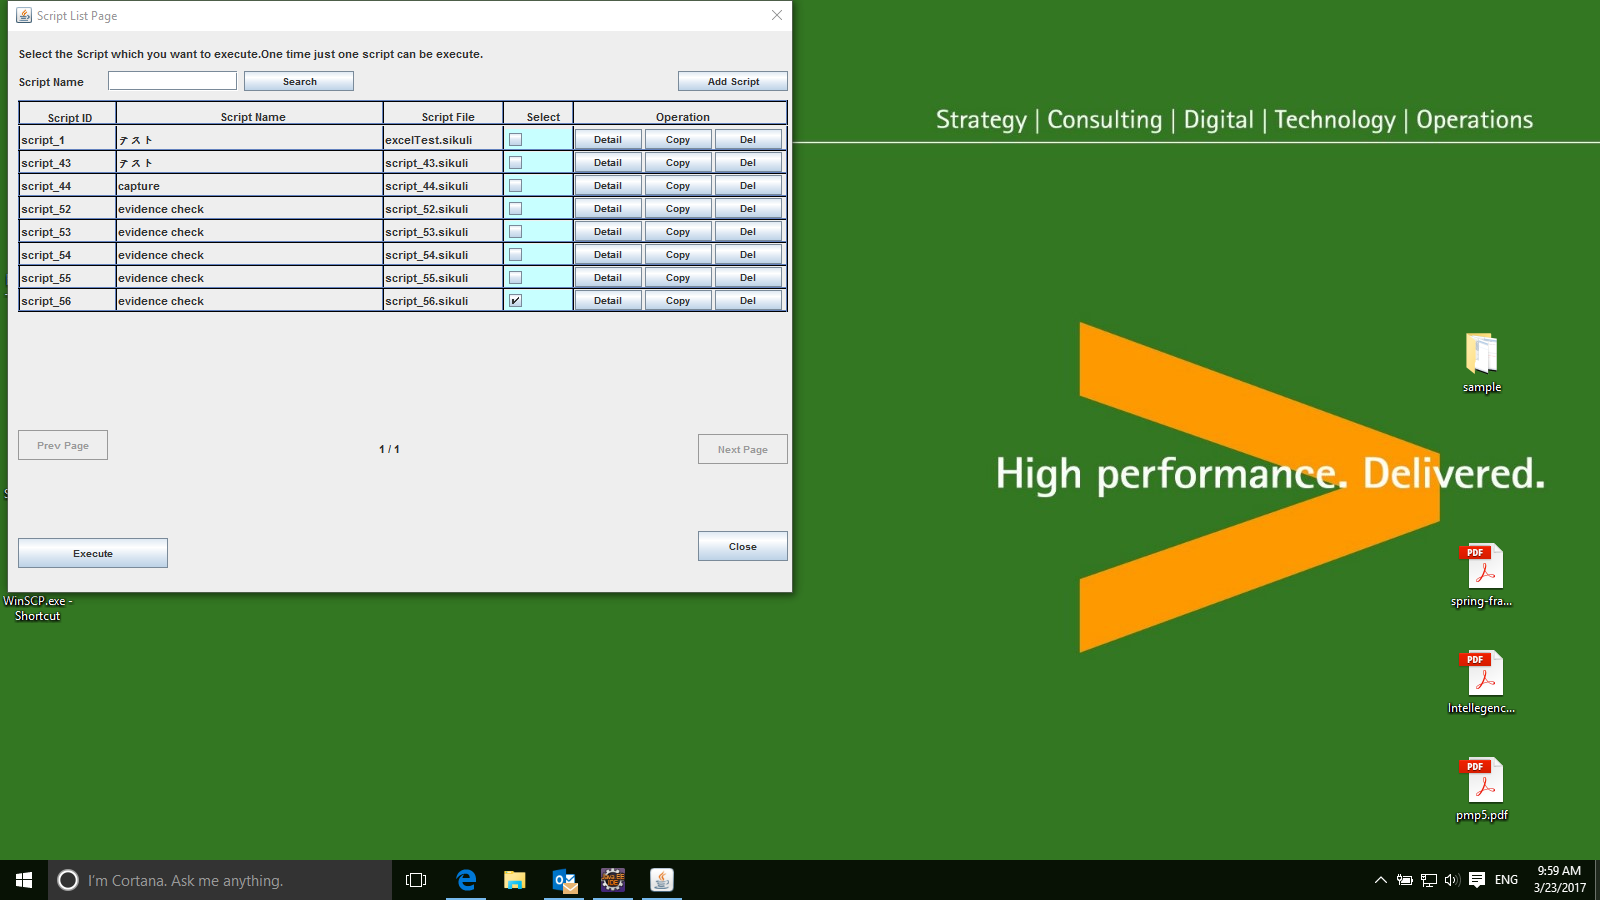 Script List Page
Select the Script which you want to execute.One time just one script can be execute.
Script Name
Search
Add Script
Script ID Script Name Script File Select Operation
script_1 テスト excelTest.sikuli Detail Copy Del
script_43 テスト script_43.sikuli Detail Copy Del
script_44 capture script_44.sikuli Detail Copy Del
script_52 evidence check script_52.sikuli Detail Copy Del
script_53 evidence check script_53.sikuli Detail Copy Del
script_54 evidence check script_54.sikuli Detail Copy Del
script_55 evidence check script_55.sikuli Detail Copy Del
script_56 evidence check script_56.sikuli Detail Copy Del
Prev Page
1 / 1
Next Page
Execute
Close
WinSCP.exe -
Shortcut
Strategy | Consulting | Digital | Technology | Operations
High performance. Delivered.
sample
PDF
spring-fra...
PDF
Intellegenc...
PDF
pmp5.pdf
I'm Cortana. Ask me anything.
ENG
9:59 AM
3/23/2017